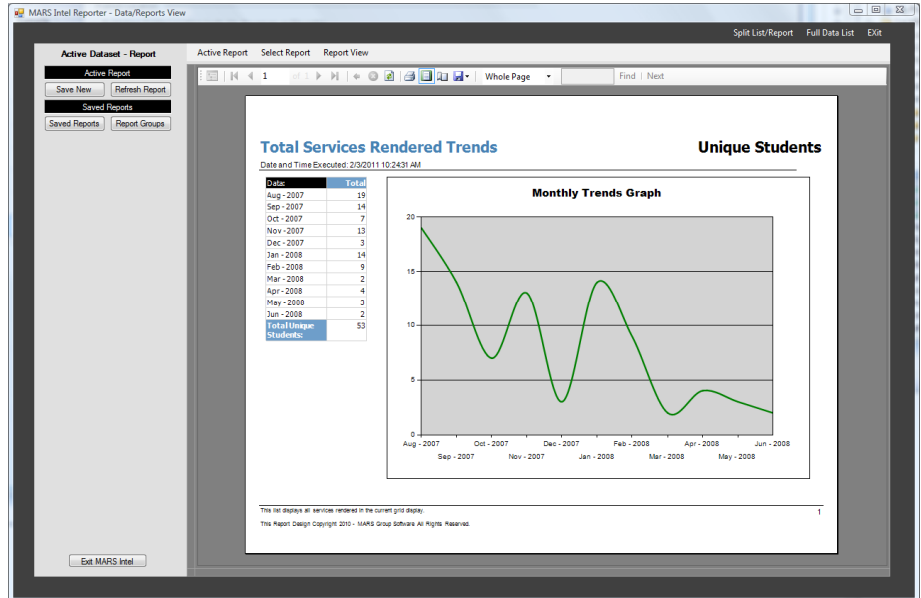 MARS Intel Reporter - Data/Reports View
Split List/Report Full Data List EXit
Active Dataset - Report
Active Report
Save New Refresh Report
Saved Reports
Saved Reports Report Groups
Exit MARS Intel
Active Report Select Report Report View
1 of 1 Whole Page Find | Next
Total Services Rendered Trends
Unique Students
Date and Time Executed: 2/3/2011 10:24:31 AM
Data: Total
Aug - 2007 19
Sep - 2007 14
Oct - 2007 7
Nov - 2007 13
Dec - 2007 3
Jan - 2008 14
Feb - 2008 9
Mar - 2008 2
Apr - 2008 4
May - 2008 3
Jun - 2008 2
Total Unique 53
Students:
Monthly Trends Graph
20
15
10
5
0
Aug - 2007 Oct - 2007 Dec - 2007 Feb - 2008 Apr - 2008 Jun - 2008
Sep - 2007 Nov - 2007 Jan - 2008 Mar - 2008 May - 2008
This list displays all services rendered in the current grid display.
1
This Report Design Copyright 2010 - MARS Group Software All Rights Reserved.